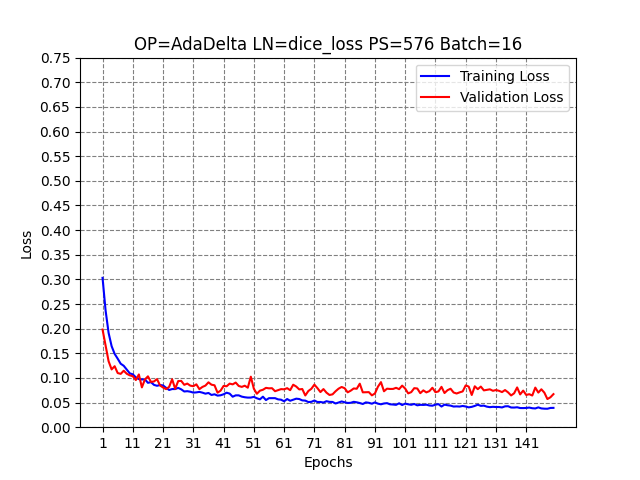 OP=AdaDelta LN=dice_loss PS=576 Batch=16
Training Loss
Validation Loss
0.75
0.70
0.65
0.60
0.55
0.50
0.45
0.40
0.35
0.30
0.25
0.20
0.15
0.10
0.05
0.00
Loss
1 11 21 31 41 51 61 71 81 91 101 111 121 131 141
Epochs